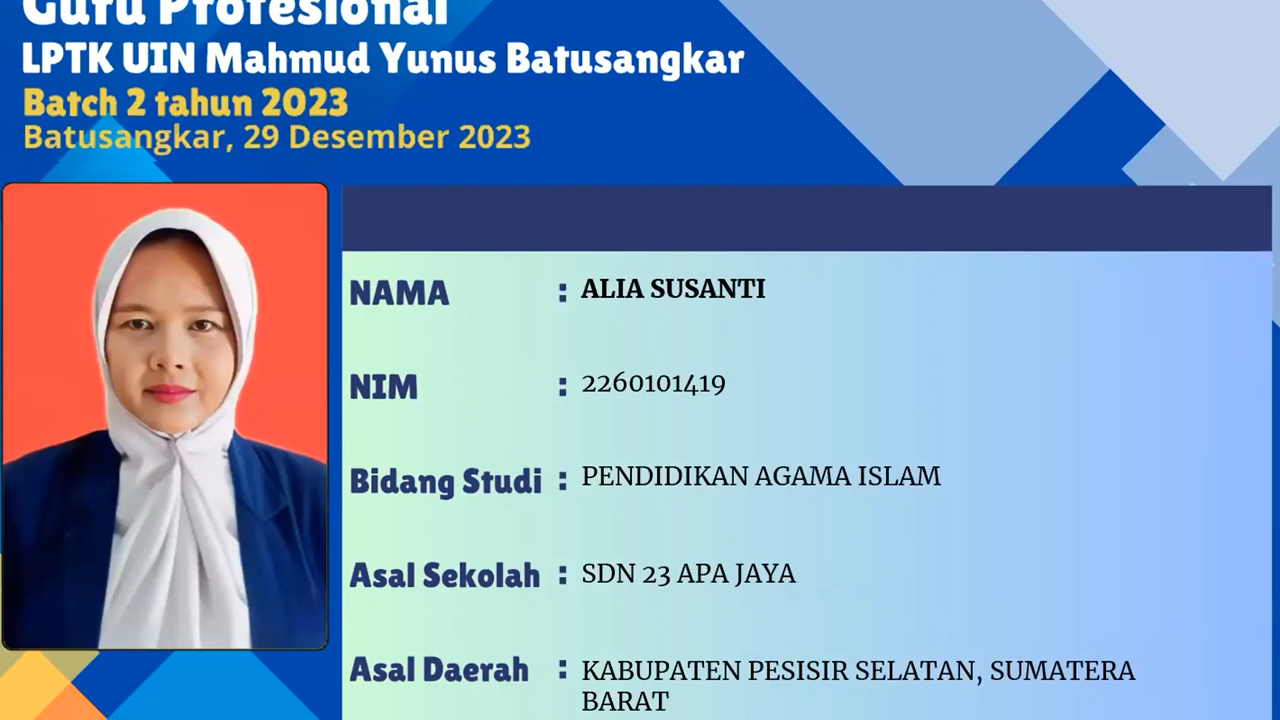 Guru Profesional
LPTK UIN Mahmud Yunus Batusangkar
Batch 2 tahun 2023
Batusangkar, 29 Desember 2023
NAMA : ALIA SUSANTI
NIM : 2260101419
Bidang Studi : PENDIDIKAN AGAMA ISLAM
Asal Sekolah : SDN 23 APA JAYA
Asal Daerah : KABUPATEN PESISIR SELATAN, SUMATERA
BARAT